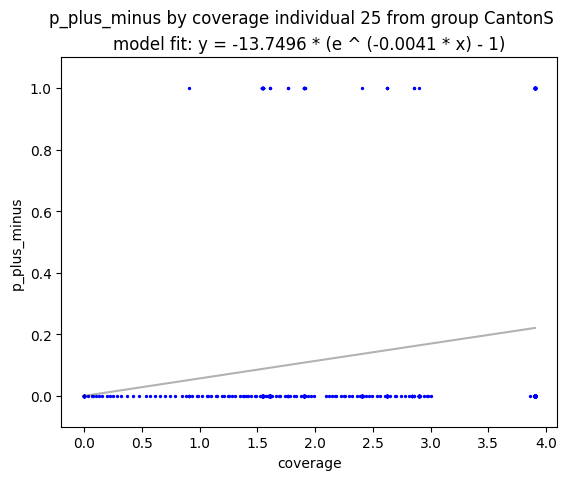 p_plus_minus by coverage individual 25 from group CantonS
model fit: y = -13.7496 * (e ^ (-0.0041 * x) - 1)
1.0
0.8
0.6
0.4
0.2
0.0
p_plus_minus
0.0 0.5 1.0 1.5 2.0 2.5 3.0 3.5 4.0
coverage